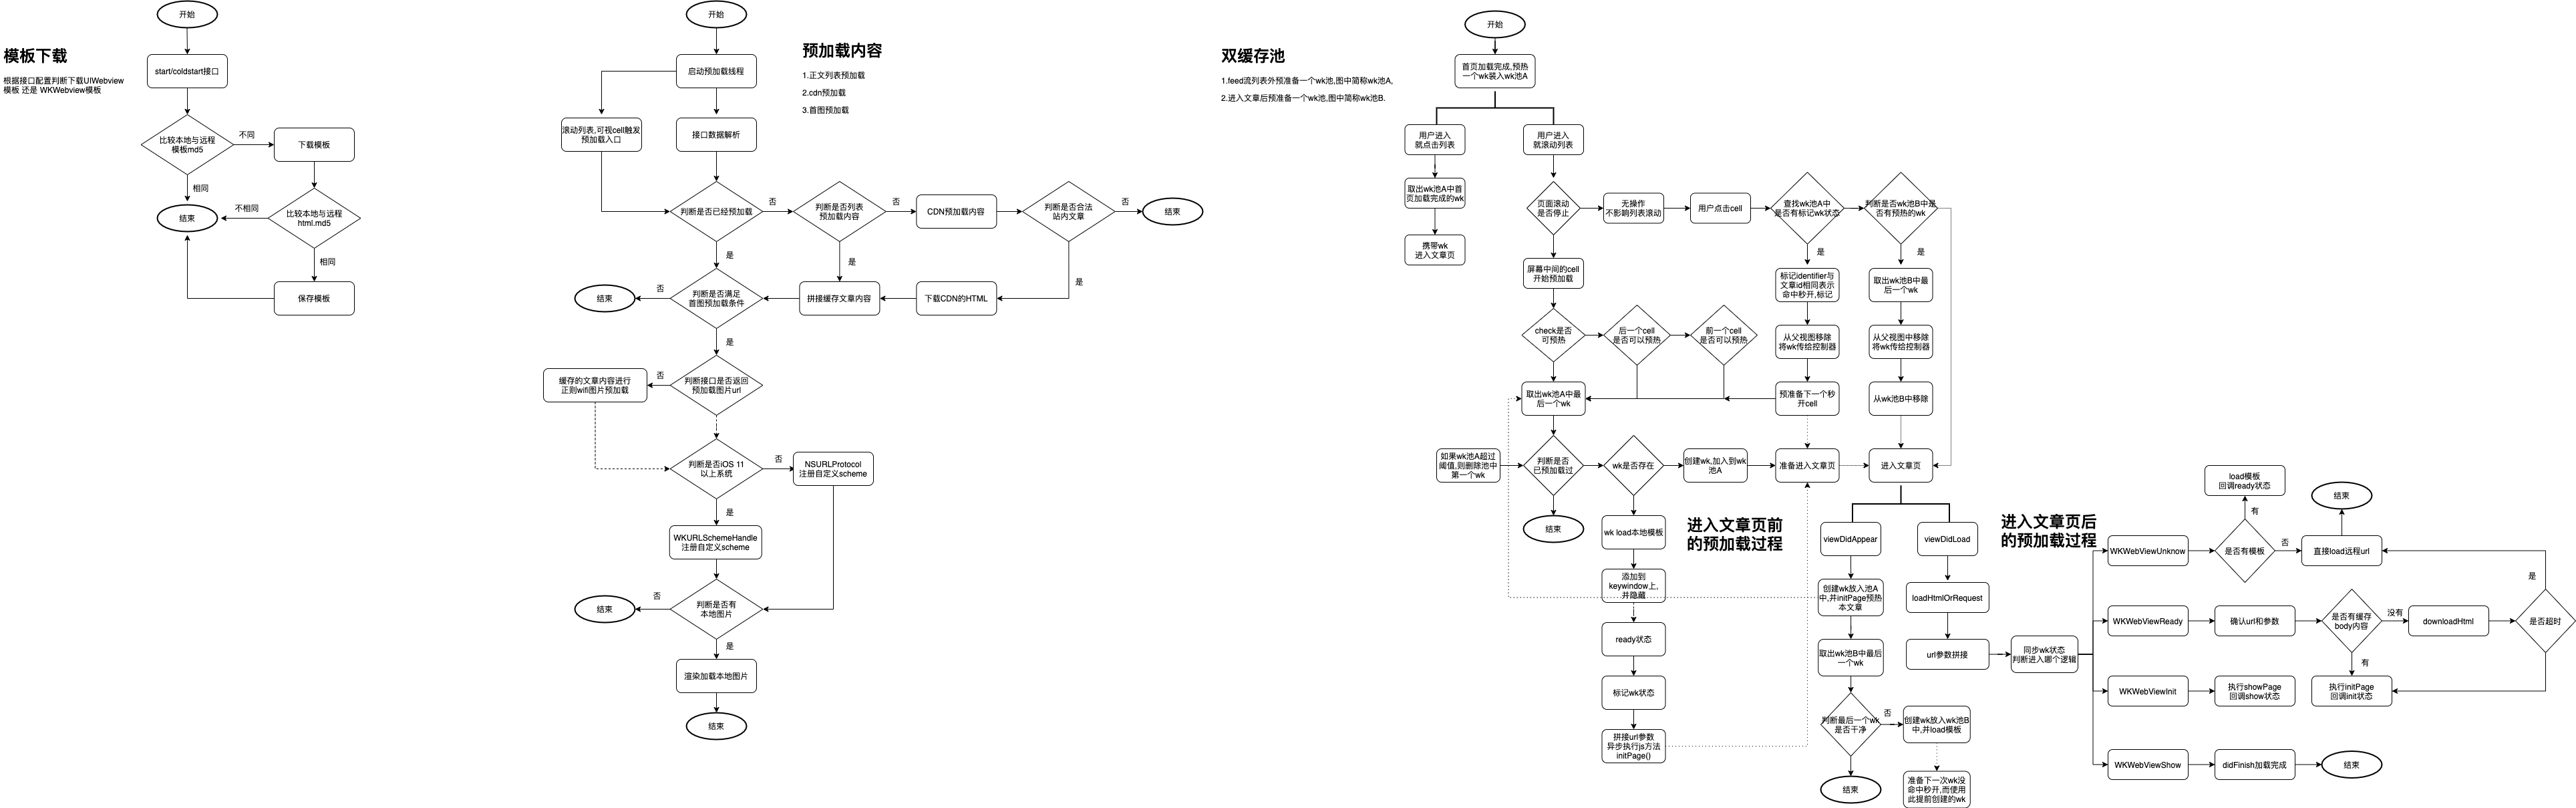 模板下载
根据接口配置判断下载UIWebview
模板 还是 WKWebview模板
开始
start/coldstart接口
比较本地与远程
模板md5
不同
下载模板
相同
结束
不相同
比较本地与远程
html.md5
相同
保存模板
预加载内容
1.正文列表预加载
2.cdn预加载
3.首图预加载
开始
启动预加载线程
滚动列表,可视cell触发
预加载入口
接口数据解析
判断是否已经预加载
否
判断是否列表
预加载内容
否
CDN预加载内容
判断是否合法
站内文章
否
结束
是
是
是
结束
否
判断是否满足
首图预加载条件
拼接缓存文章内容
下载CDN的HTML
是
缓存的文章内容进行
正则wifi图片预加载
否
判断接口是否返回
预加载图片url
判断是否iOS 11
以上系统
否
NSURLProtocol
注册自定义scheme
是
WKURLSchemeHandle
注册自定义scheme
结束
否
判断是否有
本地图片
是
渲染加载本地图片
结束
双缓存池
1.feed流列表外预准备一个wk池,图中简称wk池A,
2.进入文章后预准备一个wk池,图中简称wk池B.
开始
首页加载完成,预热
一个wk装入wk池A
用户进入
就点击列表
用户进入
就滚动列表
取出wk池A中首
页加载完成的wk
携带wk
进入文章页
页面滚动
是否停止
无操作
不影响列表滚动
用户点击cell
查找wk池A中
是否有标记wk状态
判断是否wk池B中是
否有预热的wk
是
是
屏幕中间的cell
开始预加载
标记identifier与
文章id相同表示
命中秒开,标记
取出wk池B中最
后一个wk
check是否
可预热
后一个cell
是否可以预热
前一个cell
是否可以预热
从父视图移除
将wk传给控制器
从父视图中移除
将wk传给控制器
取出wk池A中最
后一个wk
预准备下一个秒
开cell
从wk池B中移除
如果wk池A超过
阈值,则删除池中
第一个wk
判断是否
已预加载过
wk是否存在
创建wk,加入到wk
池A
准备进入文章页
进入文章页
结束
wk load本地模板
进入文章页前
的预加载过程
添加到
keywindow上,
并隐藏
ready状态
标记wk状态
拼接url参数
异步执行js方法
initPage()
viewDidAppear
viewDidLoad
创建wk放入池A
中,并initPage预热
本文章
loadHtmlOrRequest
取出wk池B中最后
一个wk
url参数拼接
同步wk状态
判断进入哪个逻辑
判断最后一个wk
是否干净
否
创建wk放入wk池B
中,并load模板
结束
准备下一次wk没
命中秒开,而使用
此提前创建的wk
进入文章页后
的预加载过程
load模板
回调ready状态
结束
有
WKWebViewUnknow
是否有模板
否
直接load远程url
是
WKWebViewReady
确认url和参数
是否有缓存
body内容
没有
downloadHtml
是否超时
有
WKWebViewInit
执行showPage
回调show状态
执行initPage
回调init状态
WKWebViewShow
didFinish加载完成
结束